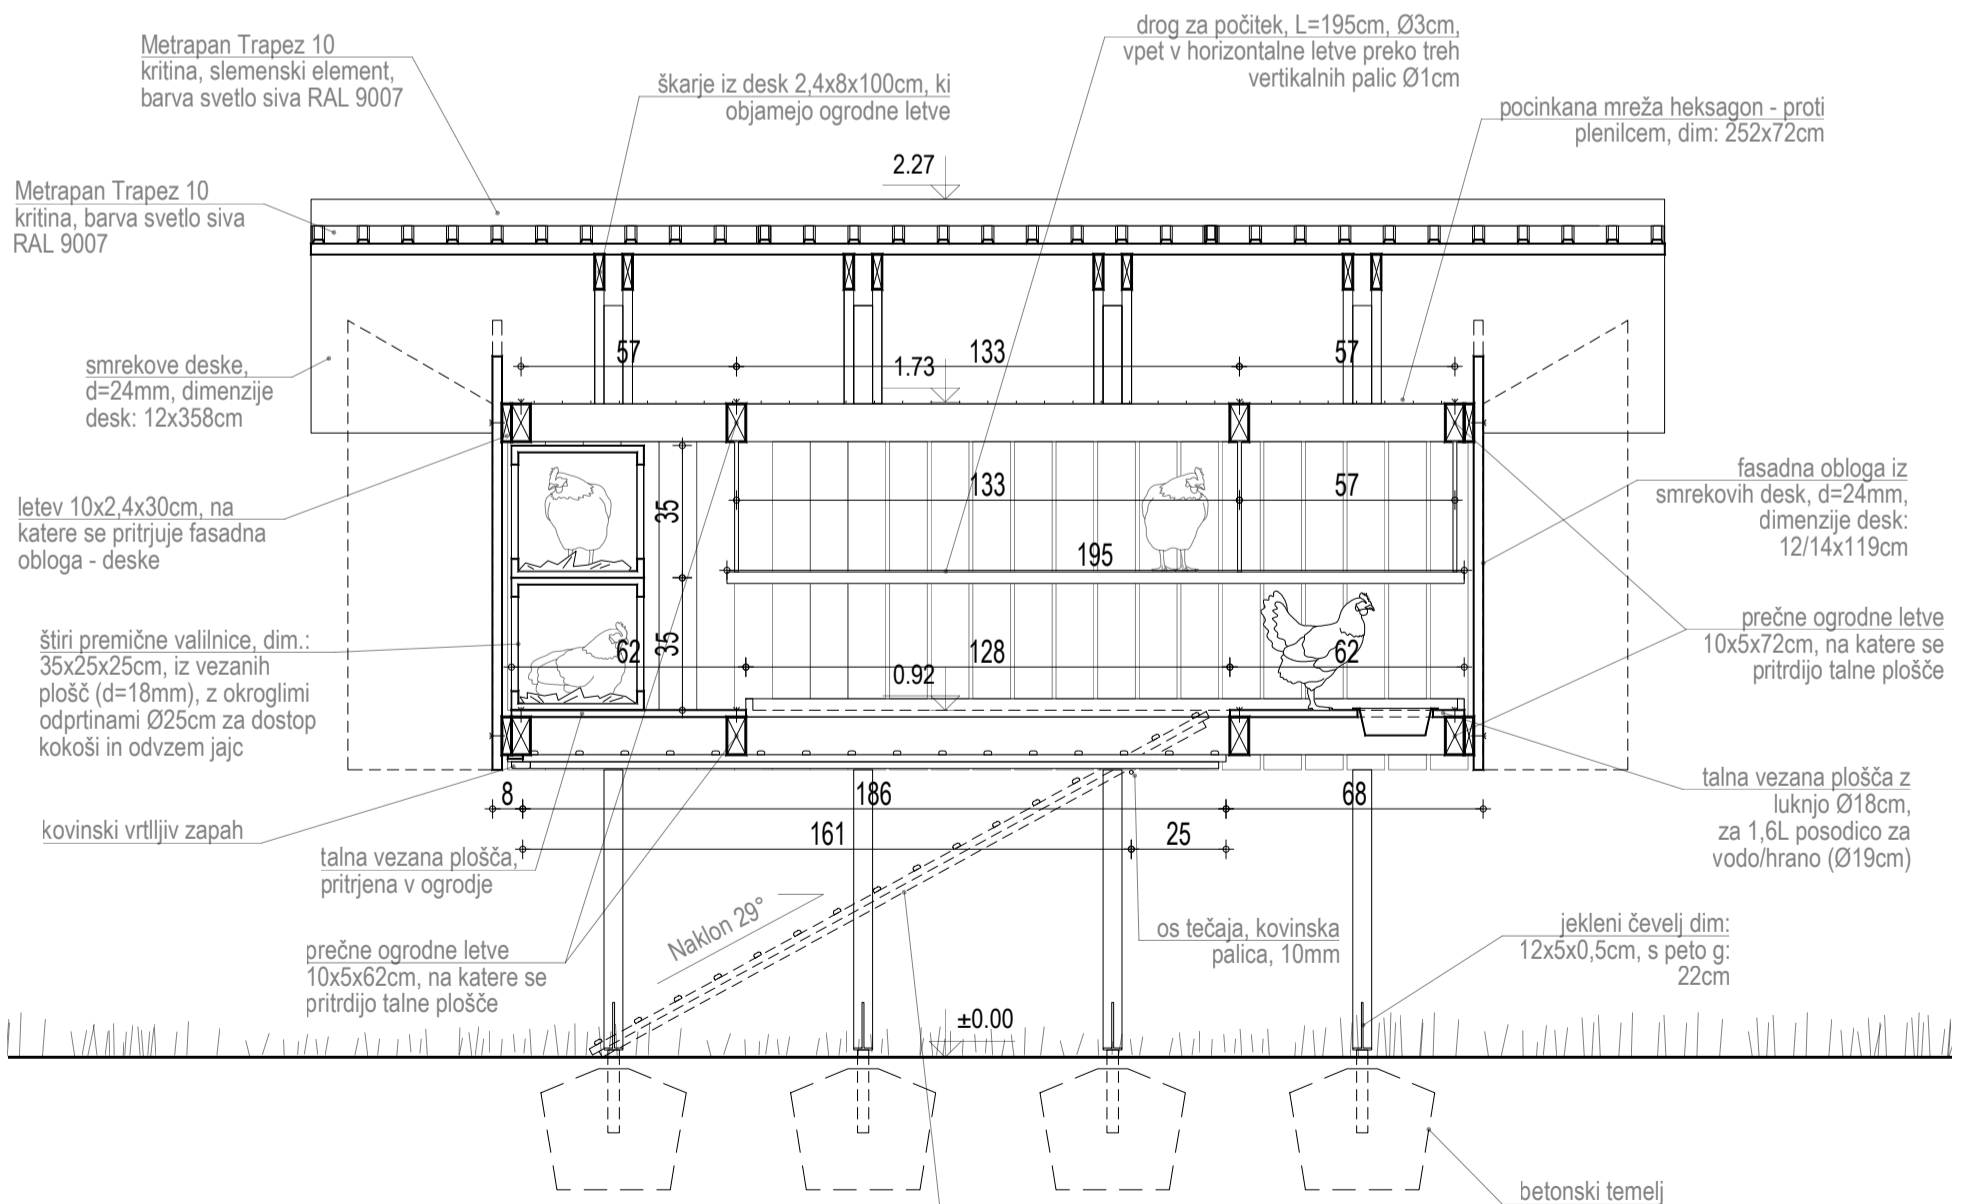 drog za počitek, L=195cm, Ø3cm,
vpet v horizontalne letve preko treh
vertikalnih palic Ø1cm
Metrapan Trapez 10
kritina, slemenski element,
barva svetlo siva RAL 9007
škarje iz desk 2,4x8x100cm, ki
objamejo ogrodne letve
pocinkana mreža heksagon - proti
plenilcem, dim: 252x72cm
2.27
Metrapan Trapez 10
kritina, barva svetlo siva
RAL 9007
57
133
57
1.73
smrekove deske,
d=24mm, dimenzije
desk: 12x358cm
fasadna obloga iz
smrekovih desk, d=24mm,
dimenzije desk:
12/14x119cm
letev 10x2,4x30cm, na
katere se pritrjuje fasadna
obloga - deske
35
133
57
195
štiri premične valilnice, dim.:
35x25x25cm, iz vezanih
plošč (d=18mm), z okroglimi
odprtinami Ø25cm za dostop
kokoši in odvzem jajc
prečne ogrodne letve
10x5x72cm, na katere se
pritrdijo talne plošče
62
35
128
62
0.92
talna vezana plošča z
luknjo Ø18cm,
za 1,6L posodico za
vodo/hrano (Ø19cm)
8
186
68
kovinski vrtlljiv zapah
161
25
talna vezana plošča,
pritrjena v ogrodje
Naklon 29°
os tečaja, kovinska
palica, 10mm
jekleni čevelj dim:
12x5x0,5cm, s peto g:
22cm
prečne ogrodne letve
10x5x62cm, na katere se
pritrdijo talne plošče
±0.00
betonski temelj